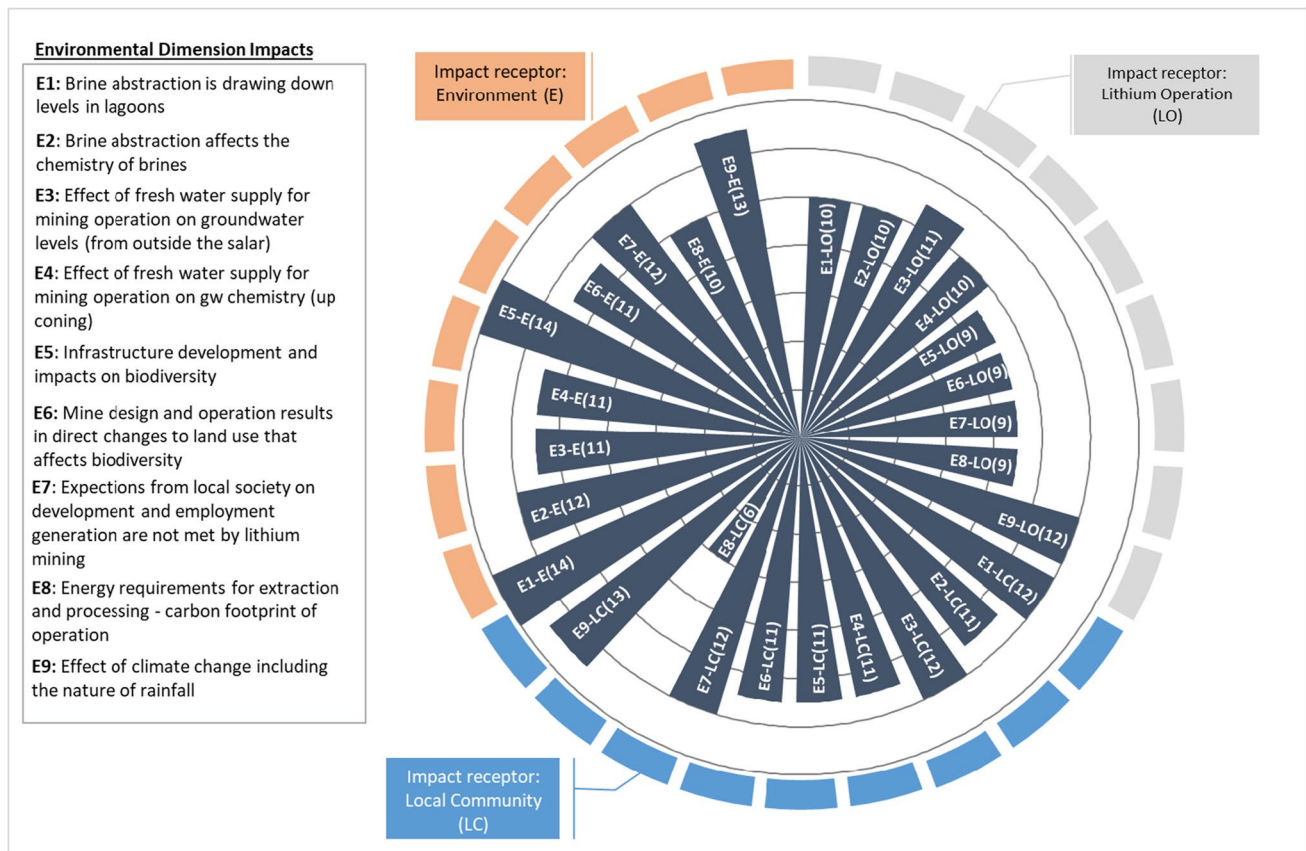 Environmental Dimension Impacts
E1: Brine abstraction is drawing down
levels in lagoons
E2: Brine abstraction affects the
chemistry of brines
E3: Effect of fresh water supply for
mining operation on groundwater
levels (from outside the salar)
E4: Effect of fresh water supply for
mining operation on gw chemistry (up
coning)
E5: Infrastructure development and
impacts on biodiversity
E6: Mine design and operation results
in direct changes to land use that
affects biodiversity
E7: Expections from local society on
development and employment
generation are not met by lithium
mining
E8: Energy requirements for extraction
and processing - carbon footprint of
operation
E9: Effect of climate change including
the nature of rainfall
Impact receptor:
Environment (E)
Impact receptor:
Lithium Operation
(LO)
E1-LO(10)
E2-LO(10)
E3-LO(11)
E4-LO(10)
E5-LO(9)
E6-LO(9)
E7-LO(9)
E8-LO(9)
E9-LO(12)
E1-LC(12)
E2-LC(11)
E3-LC(12)
E4-LC(11)
E5-LC(11)
E6-LC(11)
E7-LC(12)
E8-LC(6)
E9-LC(13)
E1-E(14)
E2-E(12)
E3-E(11)
E4-E(11)
E5-E(14)
E6-E(11)
E7-E(12)
E8-E(10)
E9-E(13)
Impact receptor:
Local Community
(LC)